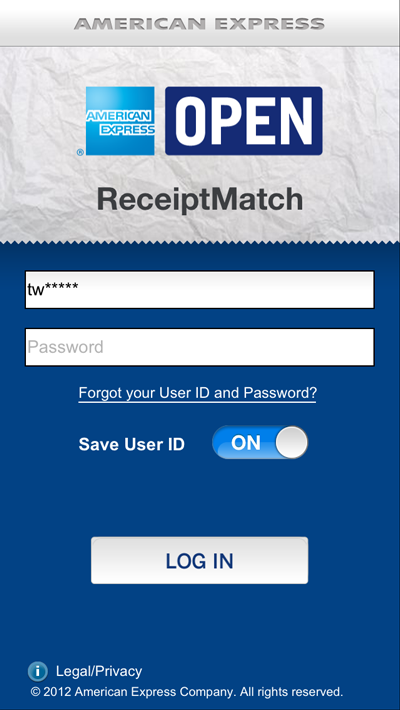 AMERICAN EXPRESS
AMERICAN
EXPRESS
®
OPEN
ReceiptMatch
tw*****
Password
Forgot your User ID and Password?
Save User ID ON
LOG IN
i Legal/Privacy
© 2012 American Express Company. All rights reserved.